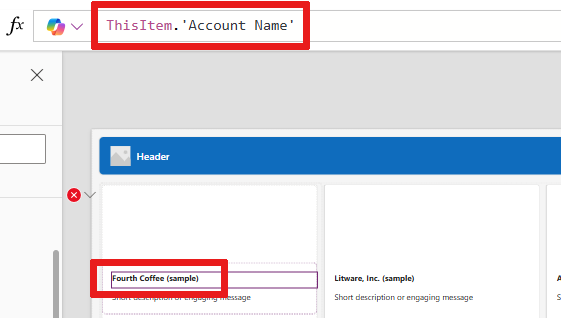 fx
ThisItem.'Account Name'
Header
Fourth Coffee (sample)
Litware, Inc. (sample)
A
Short description or engaging message
Short description or engaging message